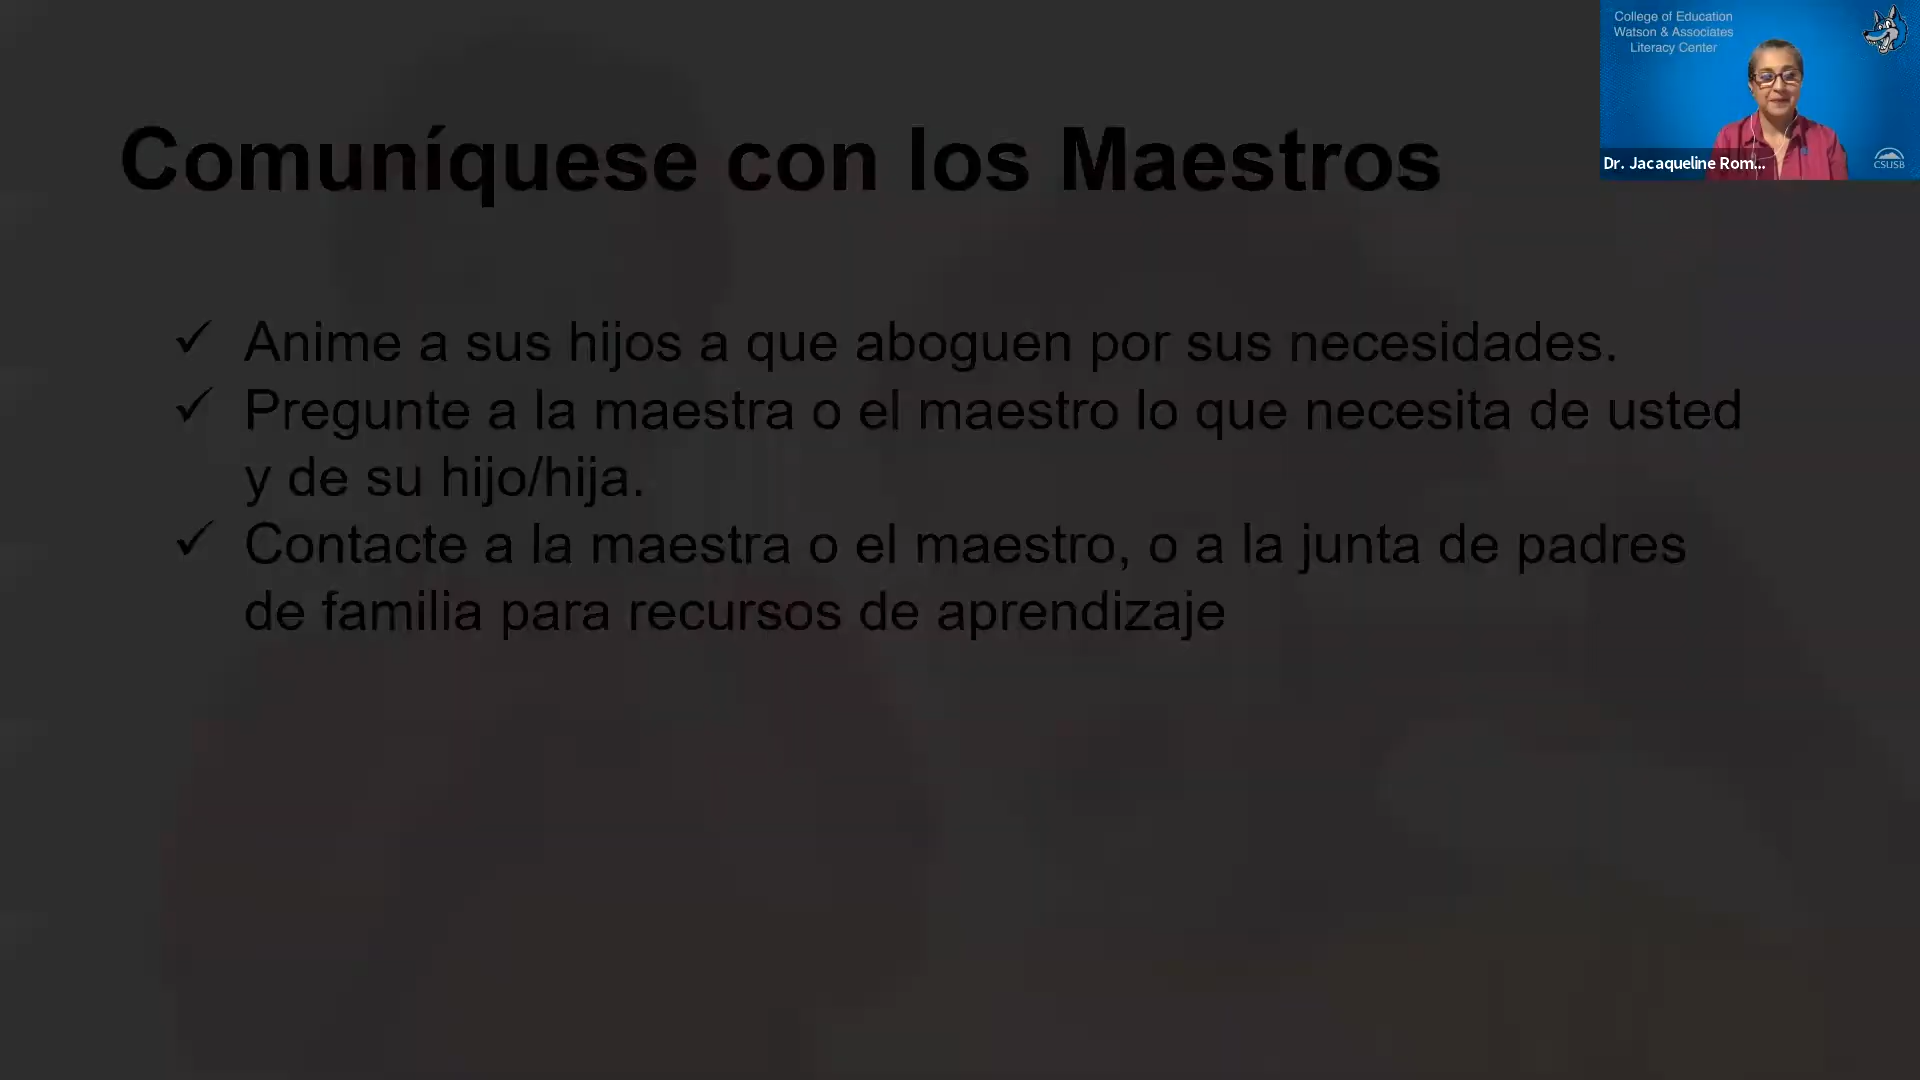 College of Education
Watson & Associates
Literacy Center
Dr. Jacaqueline Rom...
CSUSB
Comuníquese con los Maestros
✓ Anime a sus hijos a que aboguen por sus necesidades.
✓ Pregunte a la maestra o el maestro lo que necesita de usted
y de su hijo/hija.
✓ Contacte a la maestra o el maestro, o a la junta de padres
de familia para recursos de aprendizaje